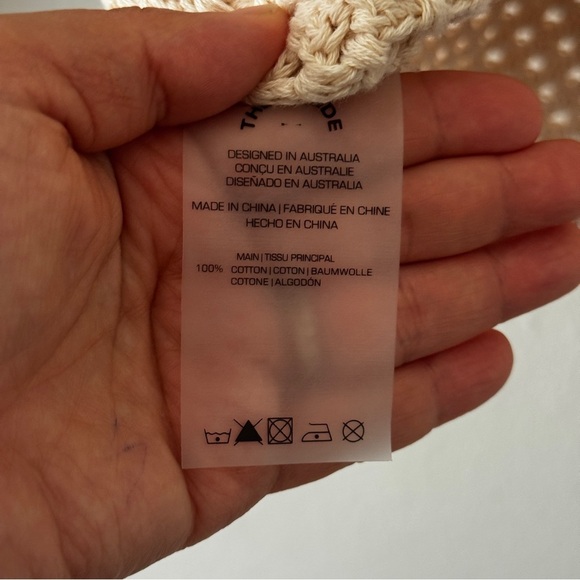 DESIGNED IN AUSTRALIA
CONÇU EN AUSTRALIE
DISEÑADO EN AUSTRALIA
MADE IN CHINA | FABRIQUÉ EN CHINE
HECHO EN CHINA
MAIN | TISSU PRINCIPAL
100% COTTON | COTON | BAUMWOLLE
COTONE | ALGODÓN